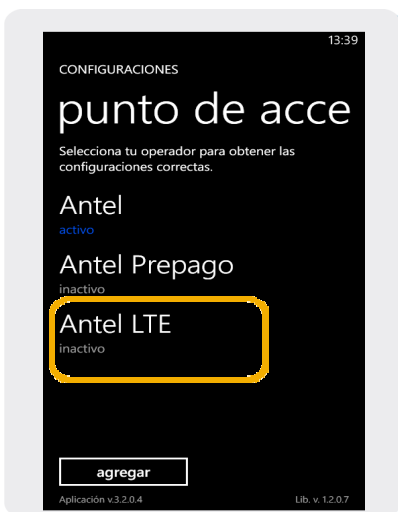 13:39
CONFIGURACIONES
punto de acce
Selecciona tu operador para obtener las
configuraciones correctas.
Antel
activo
Antel Prepago
inactivo
Antel LTE
inactivo
agregar
Aplicación v.3.2.0.4 Lib. v. 1.2.0.7